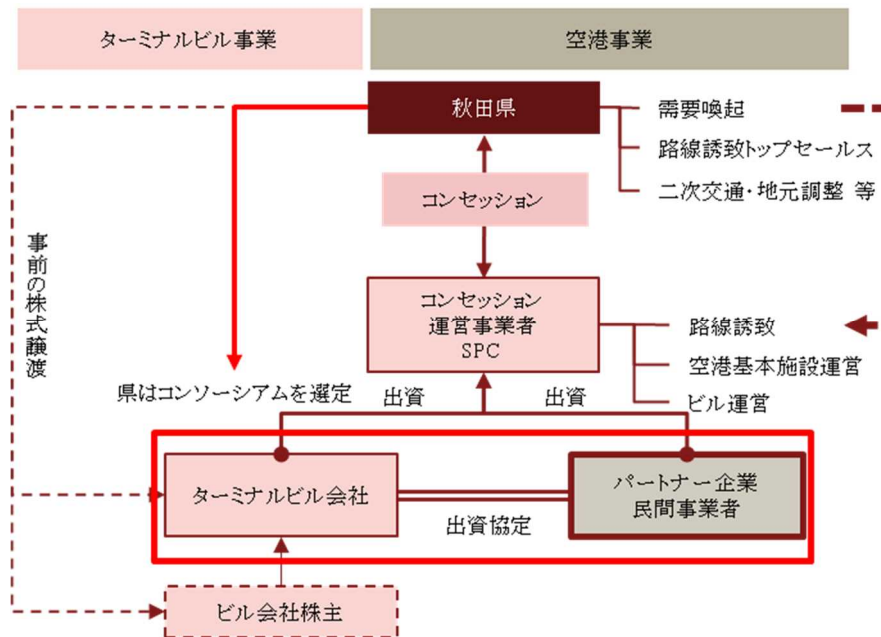 ターミナルビル事業
空港事業
秋田県
需要喚起
路線誘致トップセールス
二次交通・地元調整 等
コンセッション
事前の株式譲渡
コンセッション
運営事業者
SPC
路線誘致
空港基本施設運営
ビル運営
県はコンソーシアムを選定
出資
出資
ターミナルビル会社
出資協定
パートナー企業
民間事業者
ビル会社株主